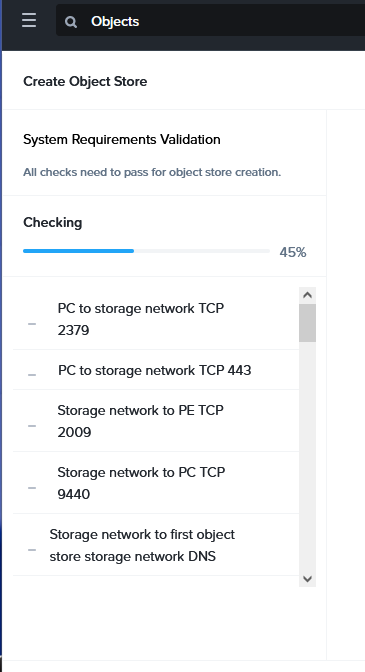 Objects
Create Object Store
System Requirements Validation
All checks need to pass for object store creation.
Checking
45%
PC to storage network TCP
2379
PC to storage network TCP 443
Storage network to PE TCP
2009
Storage network to PC TCP
9440
Storage network to first object
store storage network DNS